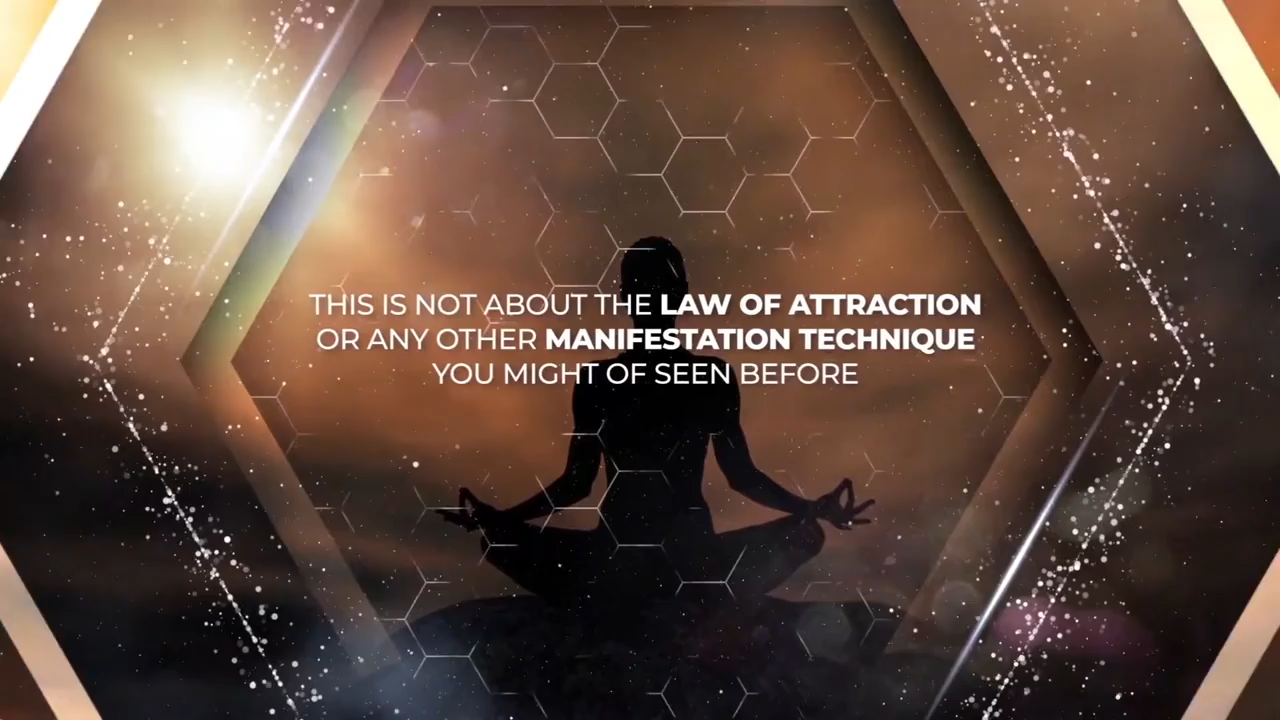 THIS IS NOT ABOUT THE LAW OF ATTRACTION
OR ANY OTHER MANIFESTATION TECHNIQUE
YOU MIGHT OF SEEN BEFORE